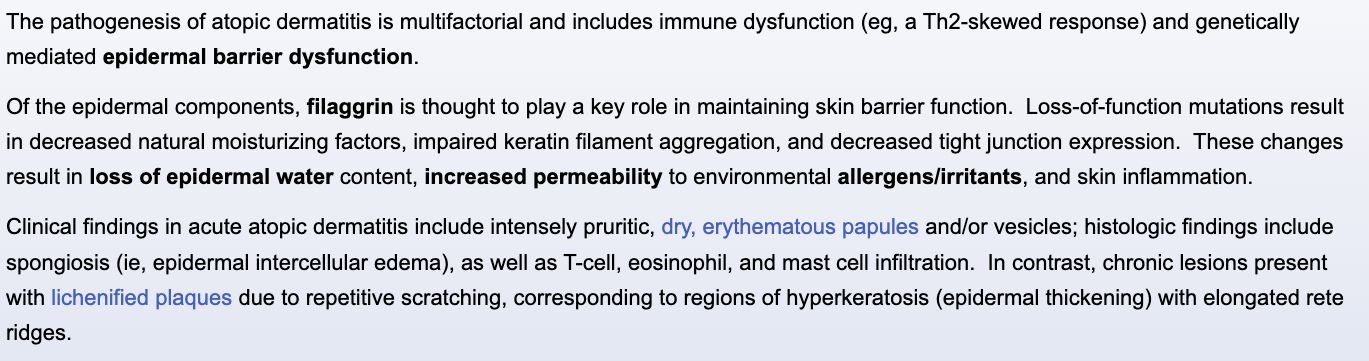 The pathogenesis of atopic dermatitis is multifactorial and includes immune dysfunction (eg, a Th2-skewed response) and genetically
mediated epidermal barrier dysfunction.
Of the epidermal components, filaggrin is thought to play a key role in maintaining skin barrier function.  Loss-of-function mutations result
in decreased natural moisturizing factors, impaired keratin filament aggregation, and decreased tight junction expression.  These changes
result in loss of epidermal water content, increased permeability to environmental allergens/irritants, and skin inflammation.
Clinical findings in acute atopic dermatitis include intensely pruritic, dry, erythematous papules and/or vesicles; histologic findings include
spongiosis (ie, epidermal intercellular edema), as well as T-cell, eosinophil, and mast cell infiltration.  In contrast, chronic lesions present
with lichenified plaques due to repetitive scratching, corresponding to regions of hyperkeratosis (epidermal thickening) with elongated rete
ridges.